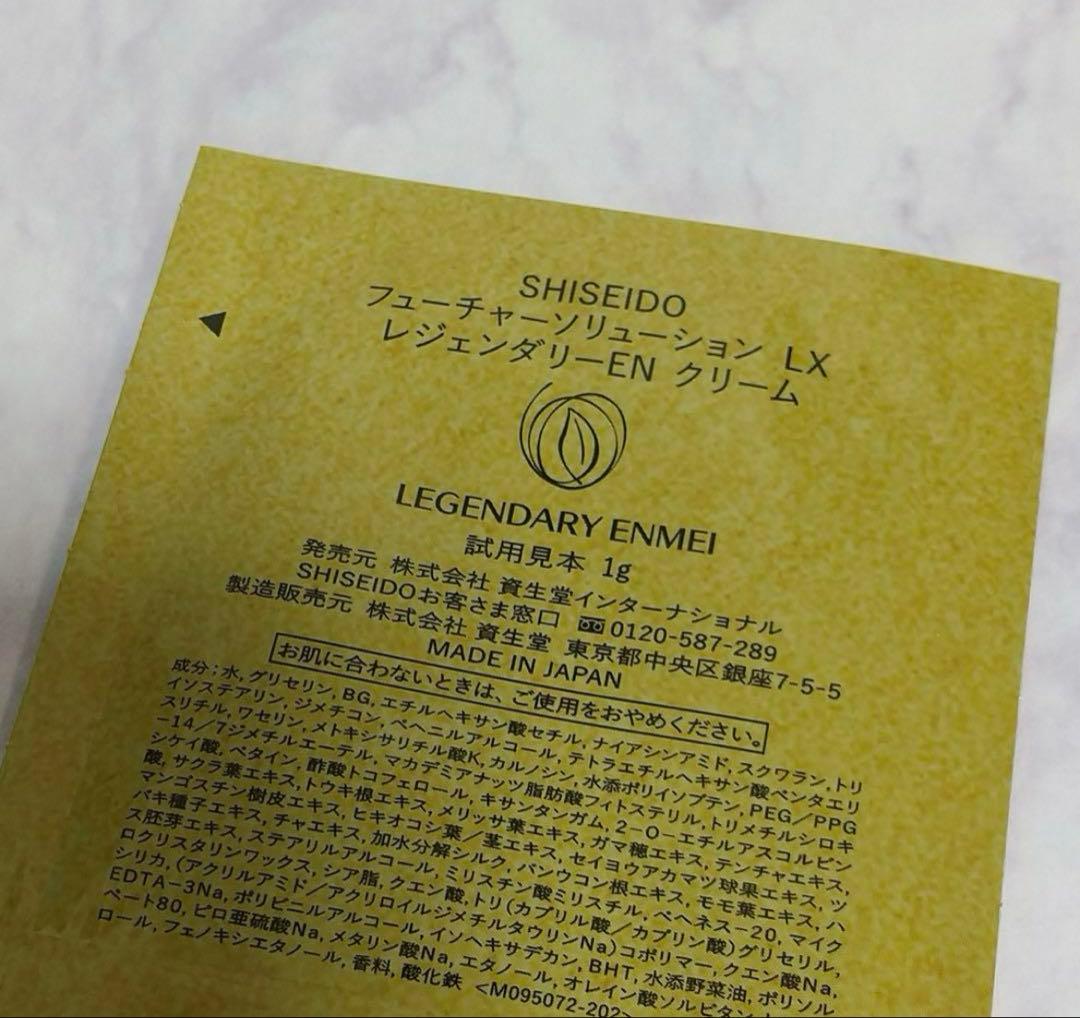 SHISEIDO
フューチャーソリューション LX
レジェンダリーEN クリーム
LEGENDARY ENMEI
試用見本 1g
発売元 株式会社 資生堂インターナショナル
SHISEIDOお客さま窓口 0120-587-289
製造販売元 株式会社 資生堂 東京都中央区銀座7-5-5
MADE IN JAPAN
お肌に合わないときは、ご使用をおやめください。
成分；水，グリセリン，BG，エチルヘキサン酸セチル，ナイアシンアミド，スクワラン，トリ
イソステアリン，ジメチコン，ベヘニルアルコール，テトラエチルヘキサン酸ペンタエリ
スリチル，ワセリン，メトキシサリチル酸K，カルノシン，水添ポリイソブテン，PEG／PPG
−14／7ジメチルエーテル，マカデミアナッツ脂肪酸フィトステリル，トリメチルシロキ
シケイ酸，ベタイン，酢酸トコフェロール，キサンタンガム，2−O−エチルアスコルビン
酸，サクラ葉エキス，トウキ根エキス，メリッサ葉エキス，ガマ穂エキス，テンチャエキス，
マンゴスチン樹皮エキス，ヒキオコシ葉／茎エキス，セイヨウアカマツ球果エキス，ツ
バキ種子エキス，チャエキス，加水分解シルク，バンウコン根エキス，モモ葉エキス，ハ
ス胚芽エキス，ステアリルアルコール，ミリスチン酸ミリスチル，ベヘネス−20，マイク
ロクリスタリンワックス，シア脂，クエン酸，トリ（カプリル酸／カプリン酸）グリセリル，
シリカ，（アクリルアミド／アクリロイルジメチルタウリンNa）コポリマー，クエン酸Na，
EDTA−3Na，ポリビニルアルコール，イソヘキサデカン，BHT，水添野菜油，ポリソル
ベート80，ピロ亜硫酸Na，メタリン酸Na，エタノール，オレイン酸ソルビタン，
ロール，フェノキシエタノール，香料，酸化鉄 <M095072-202>